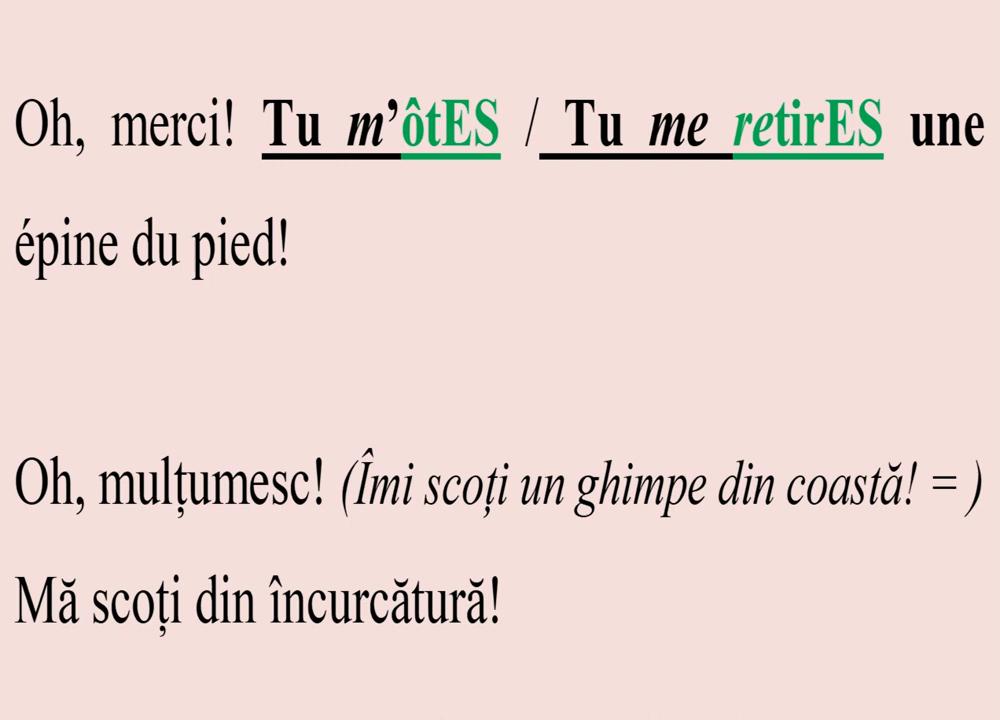 Oh, merci! Tu m’ôtES / Tu me retirES une
épine du pied!
Oh, mulțumesc! (Îmi scoți un ghimpe din coastă! = )
Mă scoți din încurcătură!